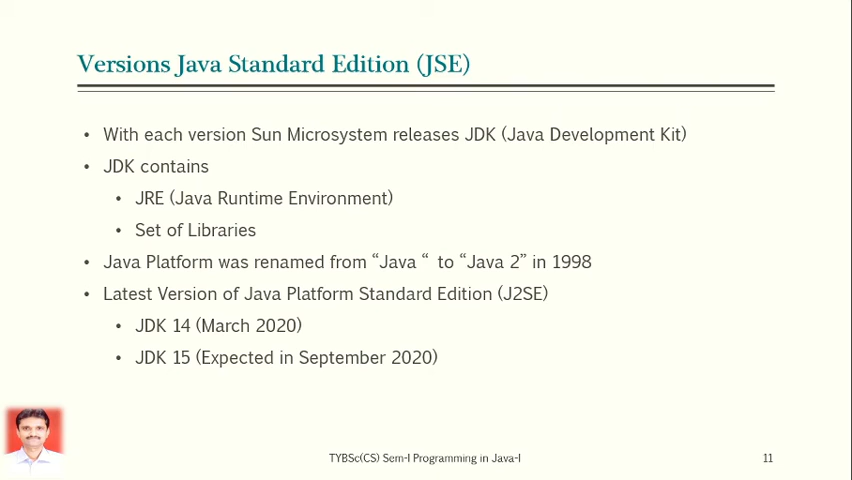 Versions Java Standard Edition (JSE)
• With each version Sun Microsystem releases JDK (Java Development Kit)
• JDK contains
• JRE (Java Runtime Environment)
• Set of Libraries
• Java Platform was renamed from “Java “ to “Java 2” in 1998
• Latest Version of Java Platform Standard Edition (J2SE)
• JDK 14 (March 2020)
• JDK 15 (Expected in September 2020)
TYBSc(CS) Sem-I Programming in Java-I
11